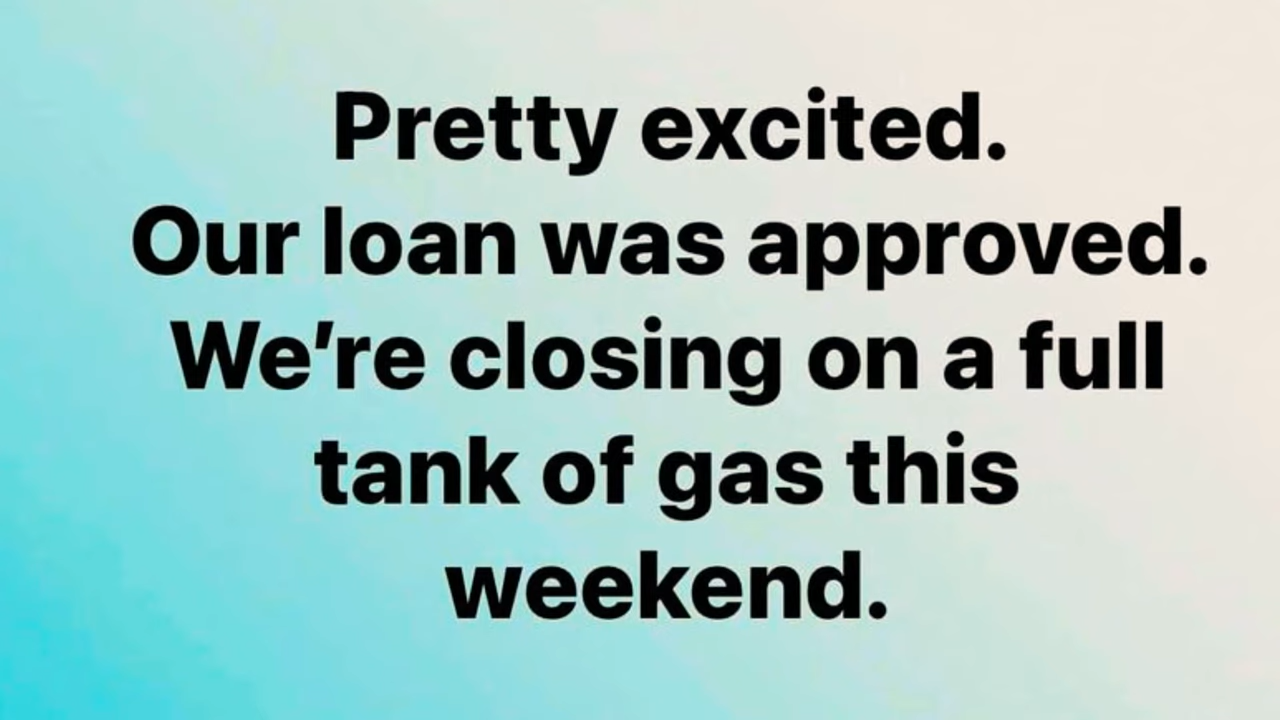 Pretty excited.
Our loan was approved.
We’re closing on a full
tank of gas this
weekend.